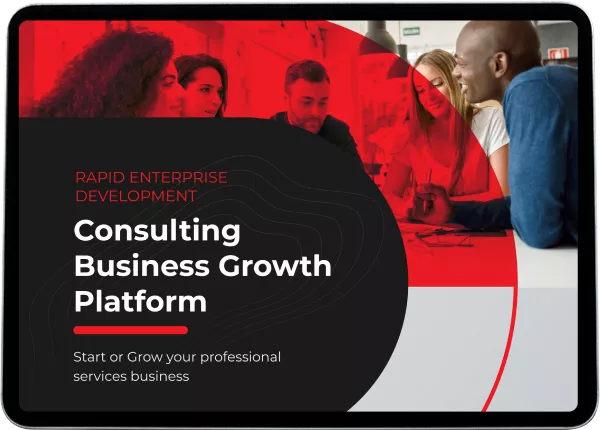 RAPID ENTERPRISE
DEVELOPMENT
Consulting
Business Growth
Platform
Start or Grow your professional
services business